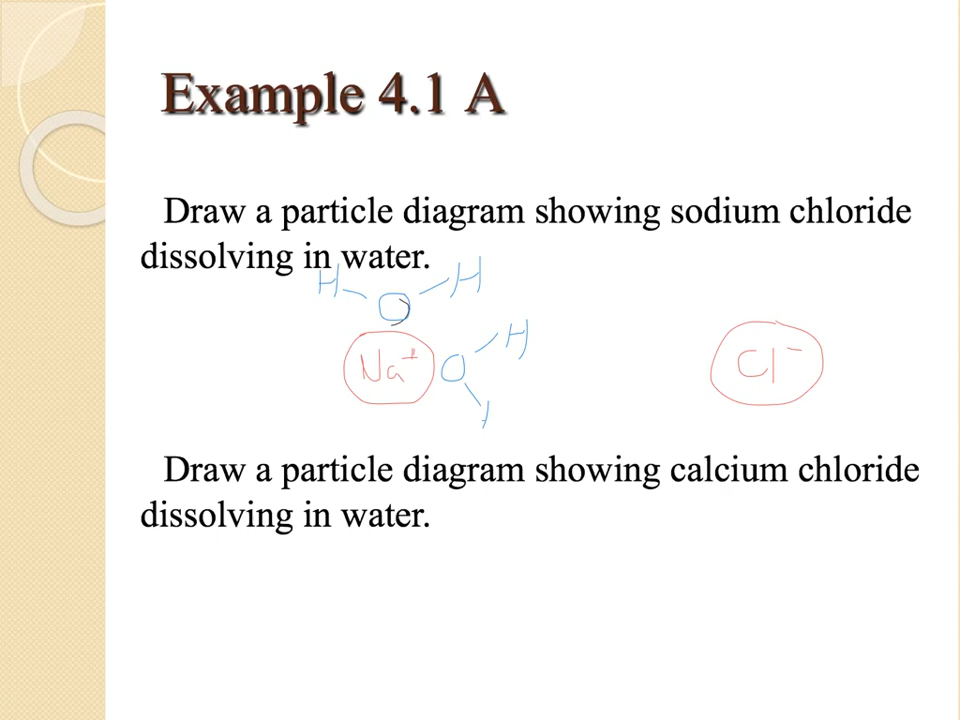 Example 4.1 A
Draw a particle diagram showing sodium chloride
dissolving in water.
H H
O
H
Na⁺ O Cl⁻
Draw a particle diagram showing calcium chloride
dissolving in water.